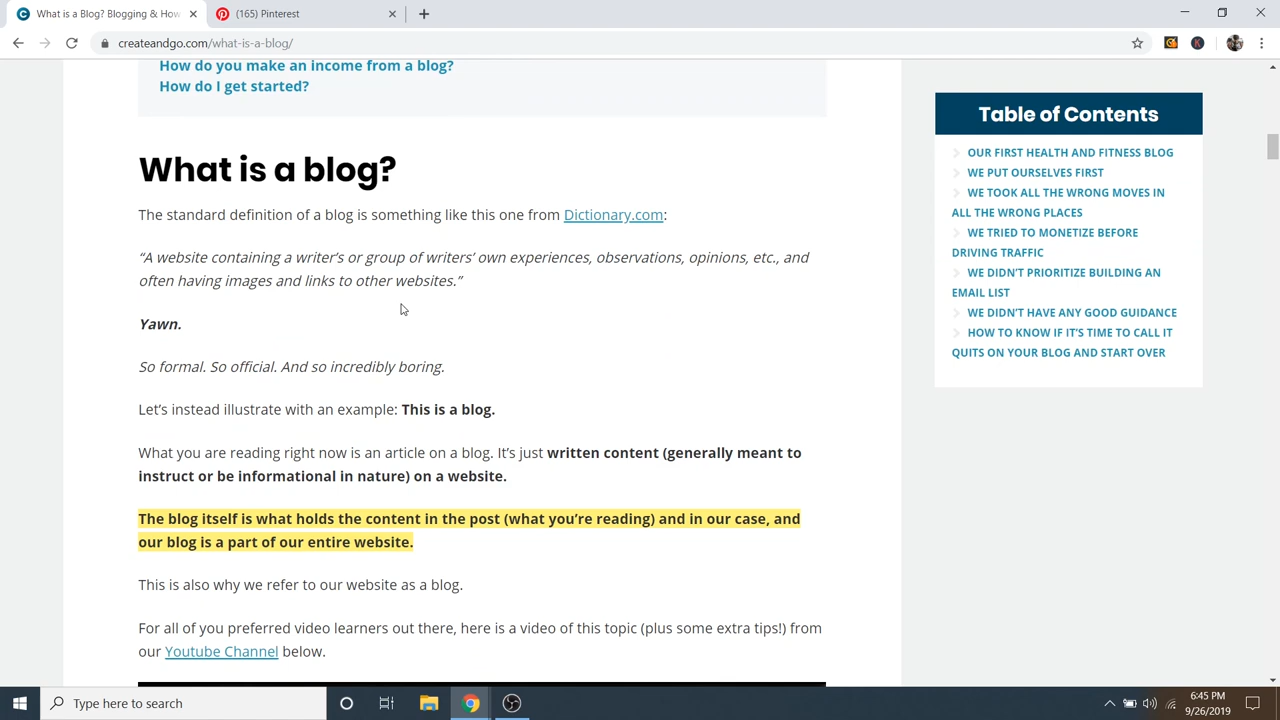 What is a Blog? Blogging & How
(165) Pinterest
createandgo.com/what-is-a-blog/
How do you make an income from a blog?
How do I get started?
What is a blog?
The standard definition of a blog is something like this one from Dictionary.com:
“A website containing a writer’s or group of writers’ own experiences, observations, opinions, etc., and
often having images and links to other websites.”
Yawn.
So formal. So official. And so incredibly boring.
Let’s instead illustrate with an example: This is a blog.
What you are reading right now is an article on a blog. It’s just written content (generally meant to
instruct or be informational in nature) on a website.
The blog itself is what holds the content in the post (what you’re reading) and in our case, and
our blog is a part of our entire website.
This is also why we refer to our website as a blog.
For all of you preferred video learners out there, here is a video of this topic (plus some extra tips!) from
our Youtube Channel below.
Table of Contents
OUR FIRST HEALTH AND FITNESS BLOG
WE PUT OURSELVES FIRST
WE TOOK ALL THE WRONG MOVES IN
ALL THE WRONG PLACES
WE TRIED TO MONETIZE BEFORE
DRIVING TRAFFIC
WE DIDN’T PRIORITIZE BUILDING AN
EMAIL LIST
WE DIDN’T HAVE ANY GOOD GUIDANCE
HOW TO KNOW IF IT’S TIME TO CALL IT
QUITS ON YOUR BLOG AND START OVER
Type here to search
6:45 PM
9/26/2019